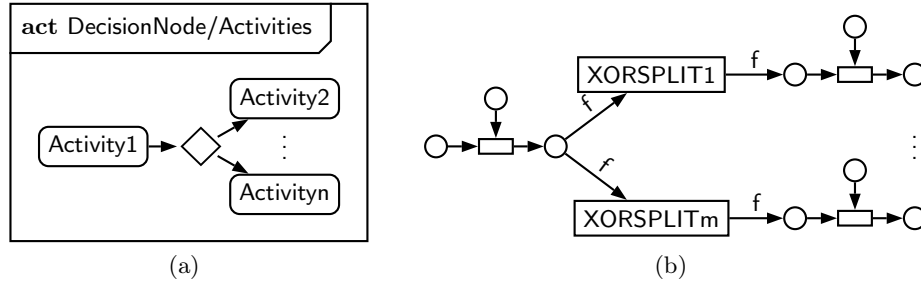 act DecisionNode/Activities
Activity1
Activity2
⋮
Activityn
(a)
f
XORSPLIT1
f
f
XORSPLITm
f
⋮
(b)